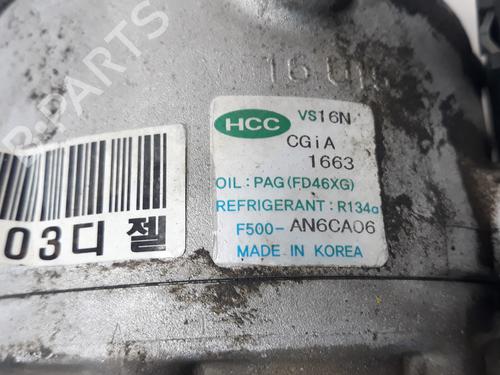 HCC VS16N
CGiA
1663
OIL : PAG (FD46XG)
REFRIGERANT : R134a
F500- AN6CA06
MADE IN KOREA
03디 젤